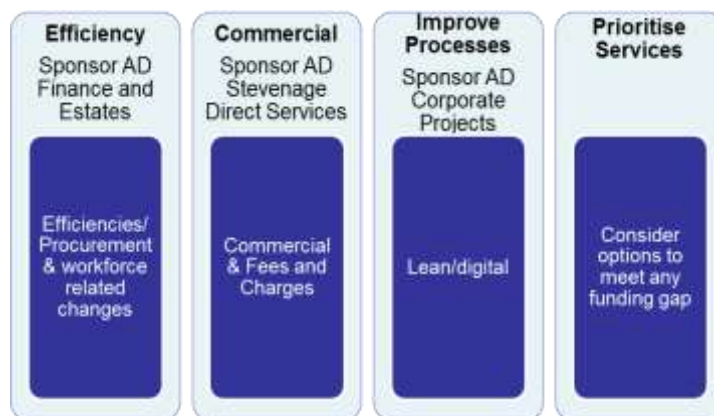 Efficiency
Sponsor AD
Finance and
Estates
Efficiencies/
Procurement
& workforce
related
changes
Commercial
Sponsor AD
Stevenage
Direct Services
Commercial
& Fees and
Charges
Improve
Processes
Sponsor AD
Corporate
Projects
Lean/digital
Prioritise
Services
Consider
options to
meet any
funding gap